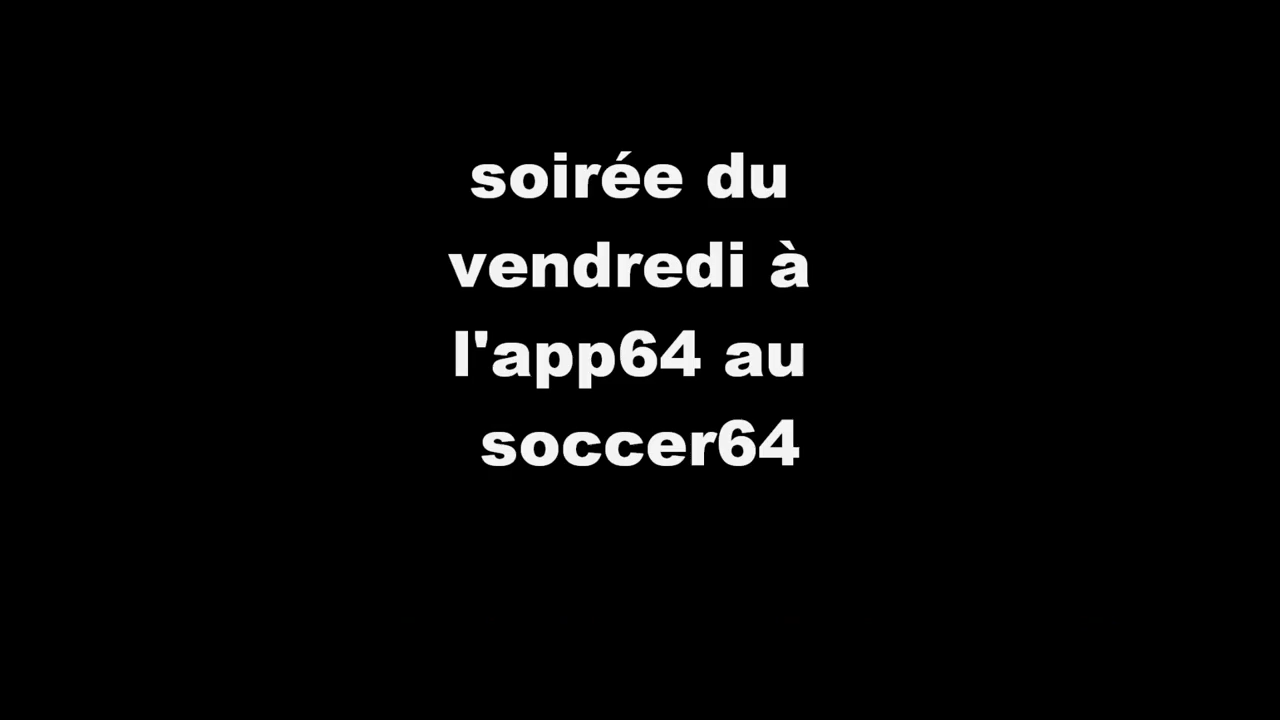 soirée du
vendredi à
l'app64 au
soccer64